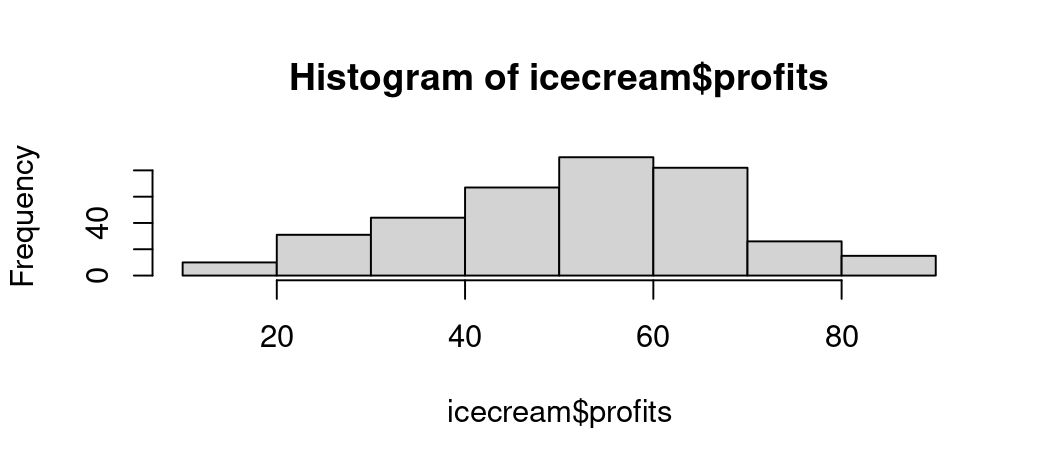 Histogram of icecream$profits
Frequency
40
0
20 40 60 80
icecream$profits